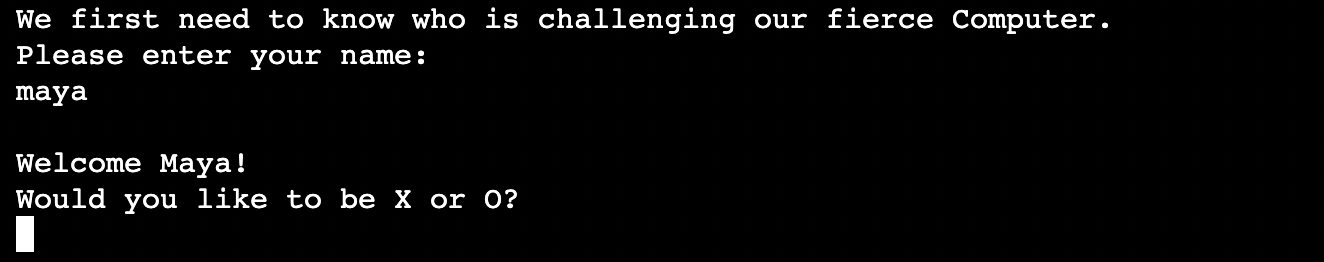 We first need to know who is challenging our fierce Computer.
Please enter your name:
maya
Welcome Maya!
Would you like to be X or O?